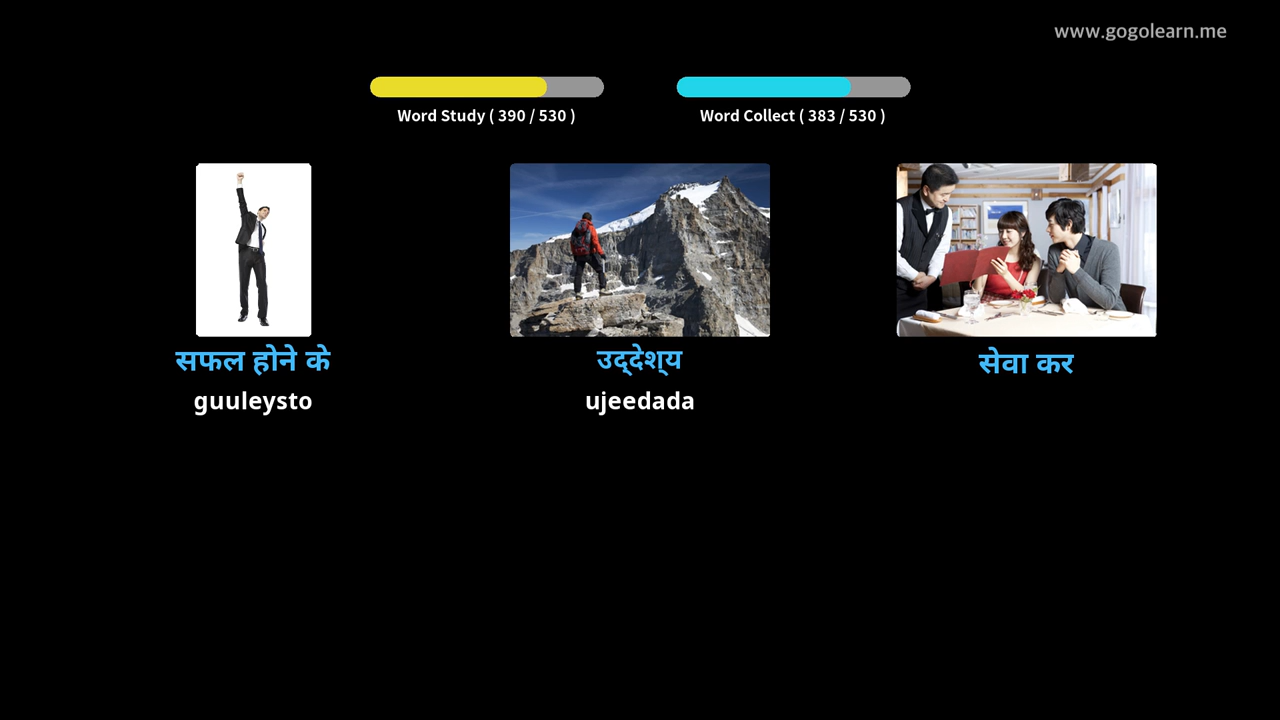 www.gogolearn.me
Word Study ( 390 / 530 )
Word Collect ( 383 / 530 )
सफल होने के
guuleysto
उद्देश्य
ujeedada
सेवा कर